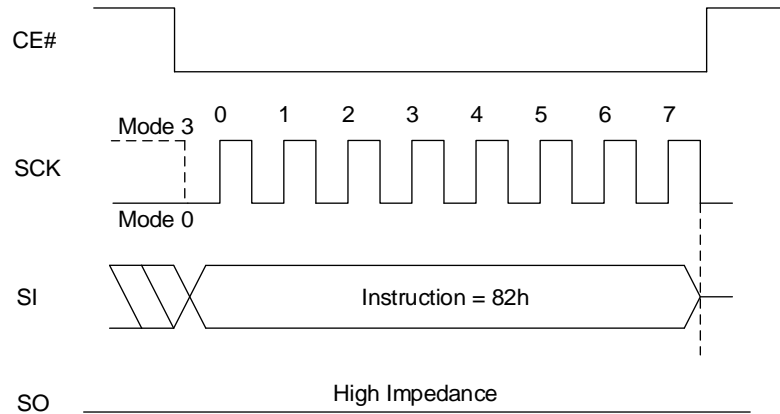 CE#
0 1 2 3 4 5 6 7
Mode 3
SCK
Mode 0
SI
Instruction = 82h
High Impedance
SO